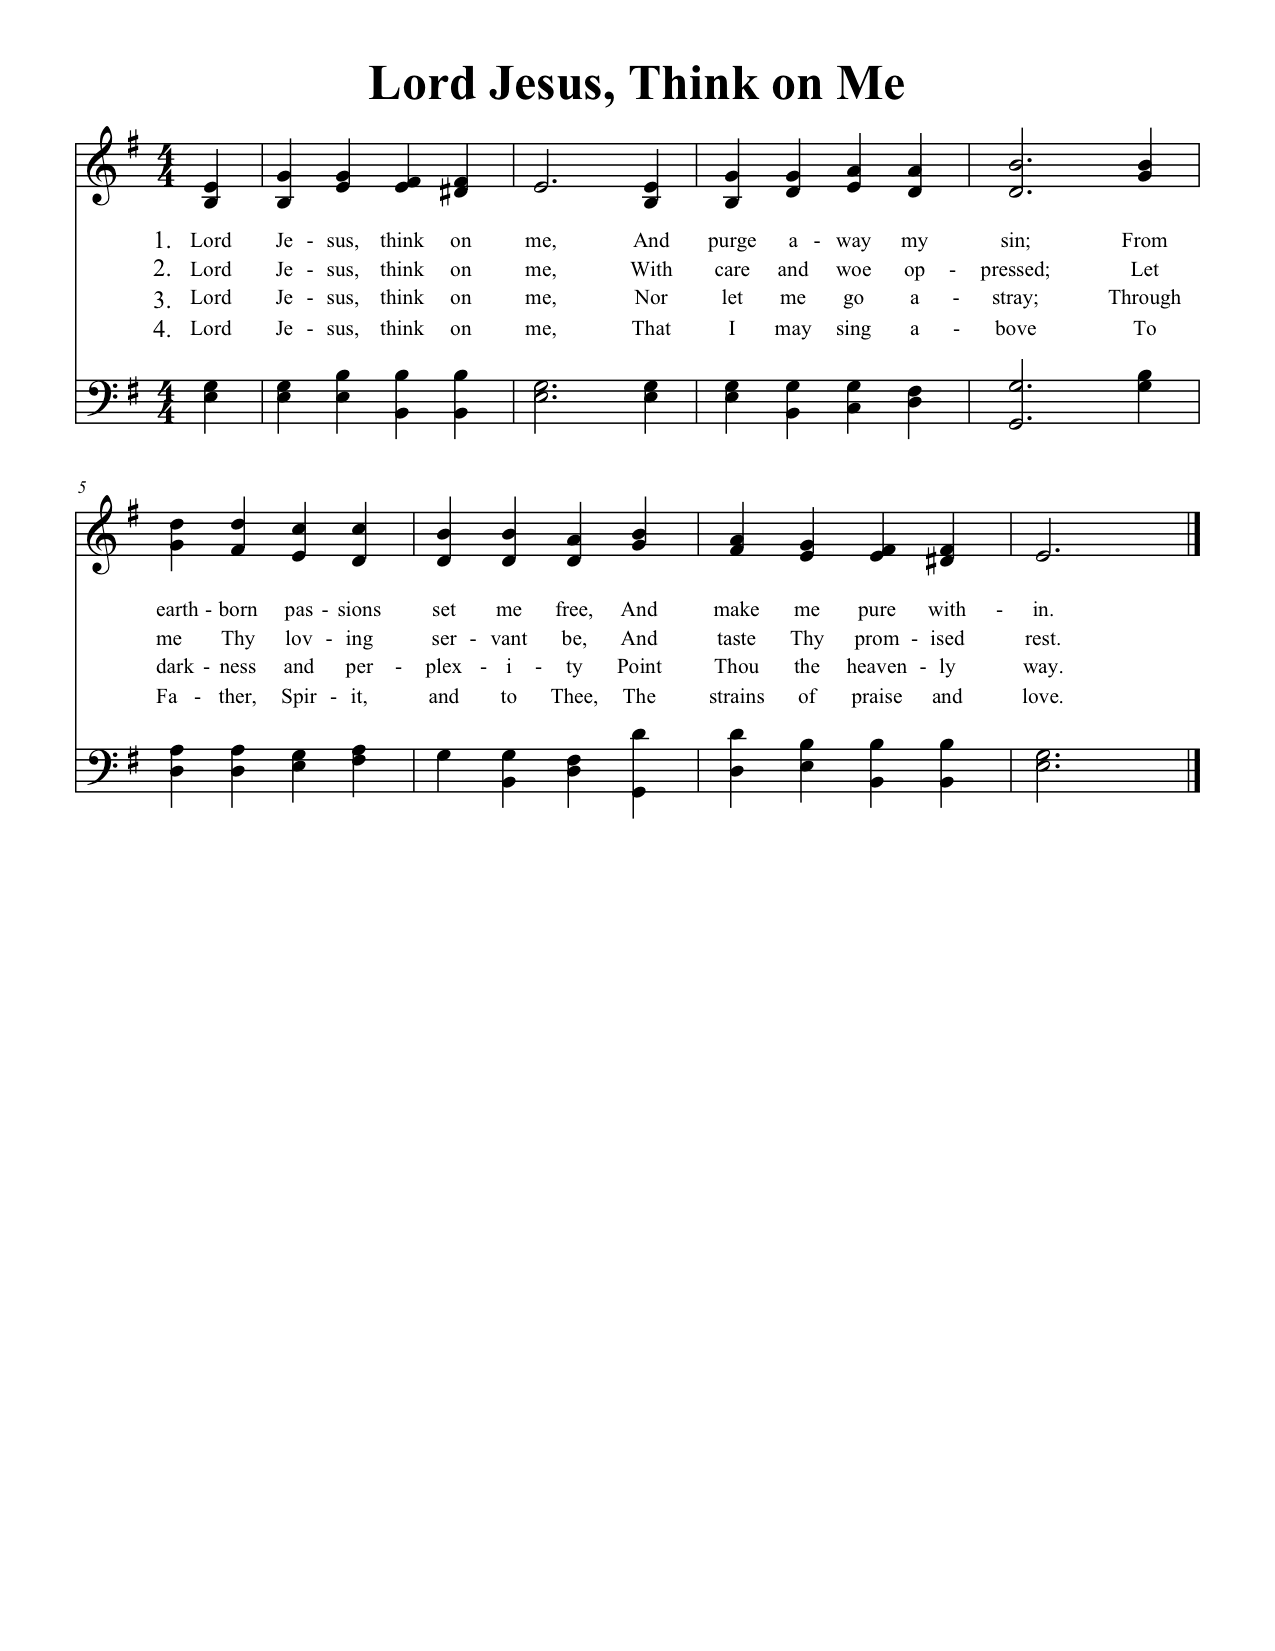 Lord Jesus, Think on Me
4
4
1. Lord Je - sus, think on me, And purge a - way my sin; From
2. Lord Je - sus, think on me, With care and woe op - pressed; Let
3. Lord Je - sus, think on me, Nor let me go a - stray; Through
4. Lord Je - sus, think on me, That I may sing a - bove To
4
4
5
earth - born pas - sions set me free, And make me pure with - in.
me Thy lov - ing ser - vant be, And taste Thy prom - ised rest.
dark - ness and per - plex - i - ty Point Thou the heaven - ly way.
Fa - ther, Spir - it, and to Thee, The strains of praise and love.